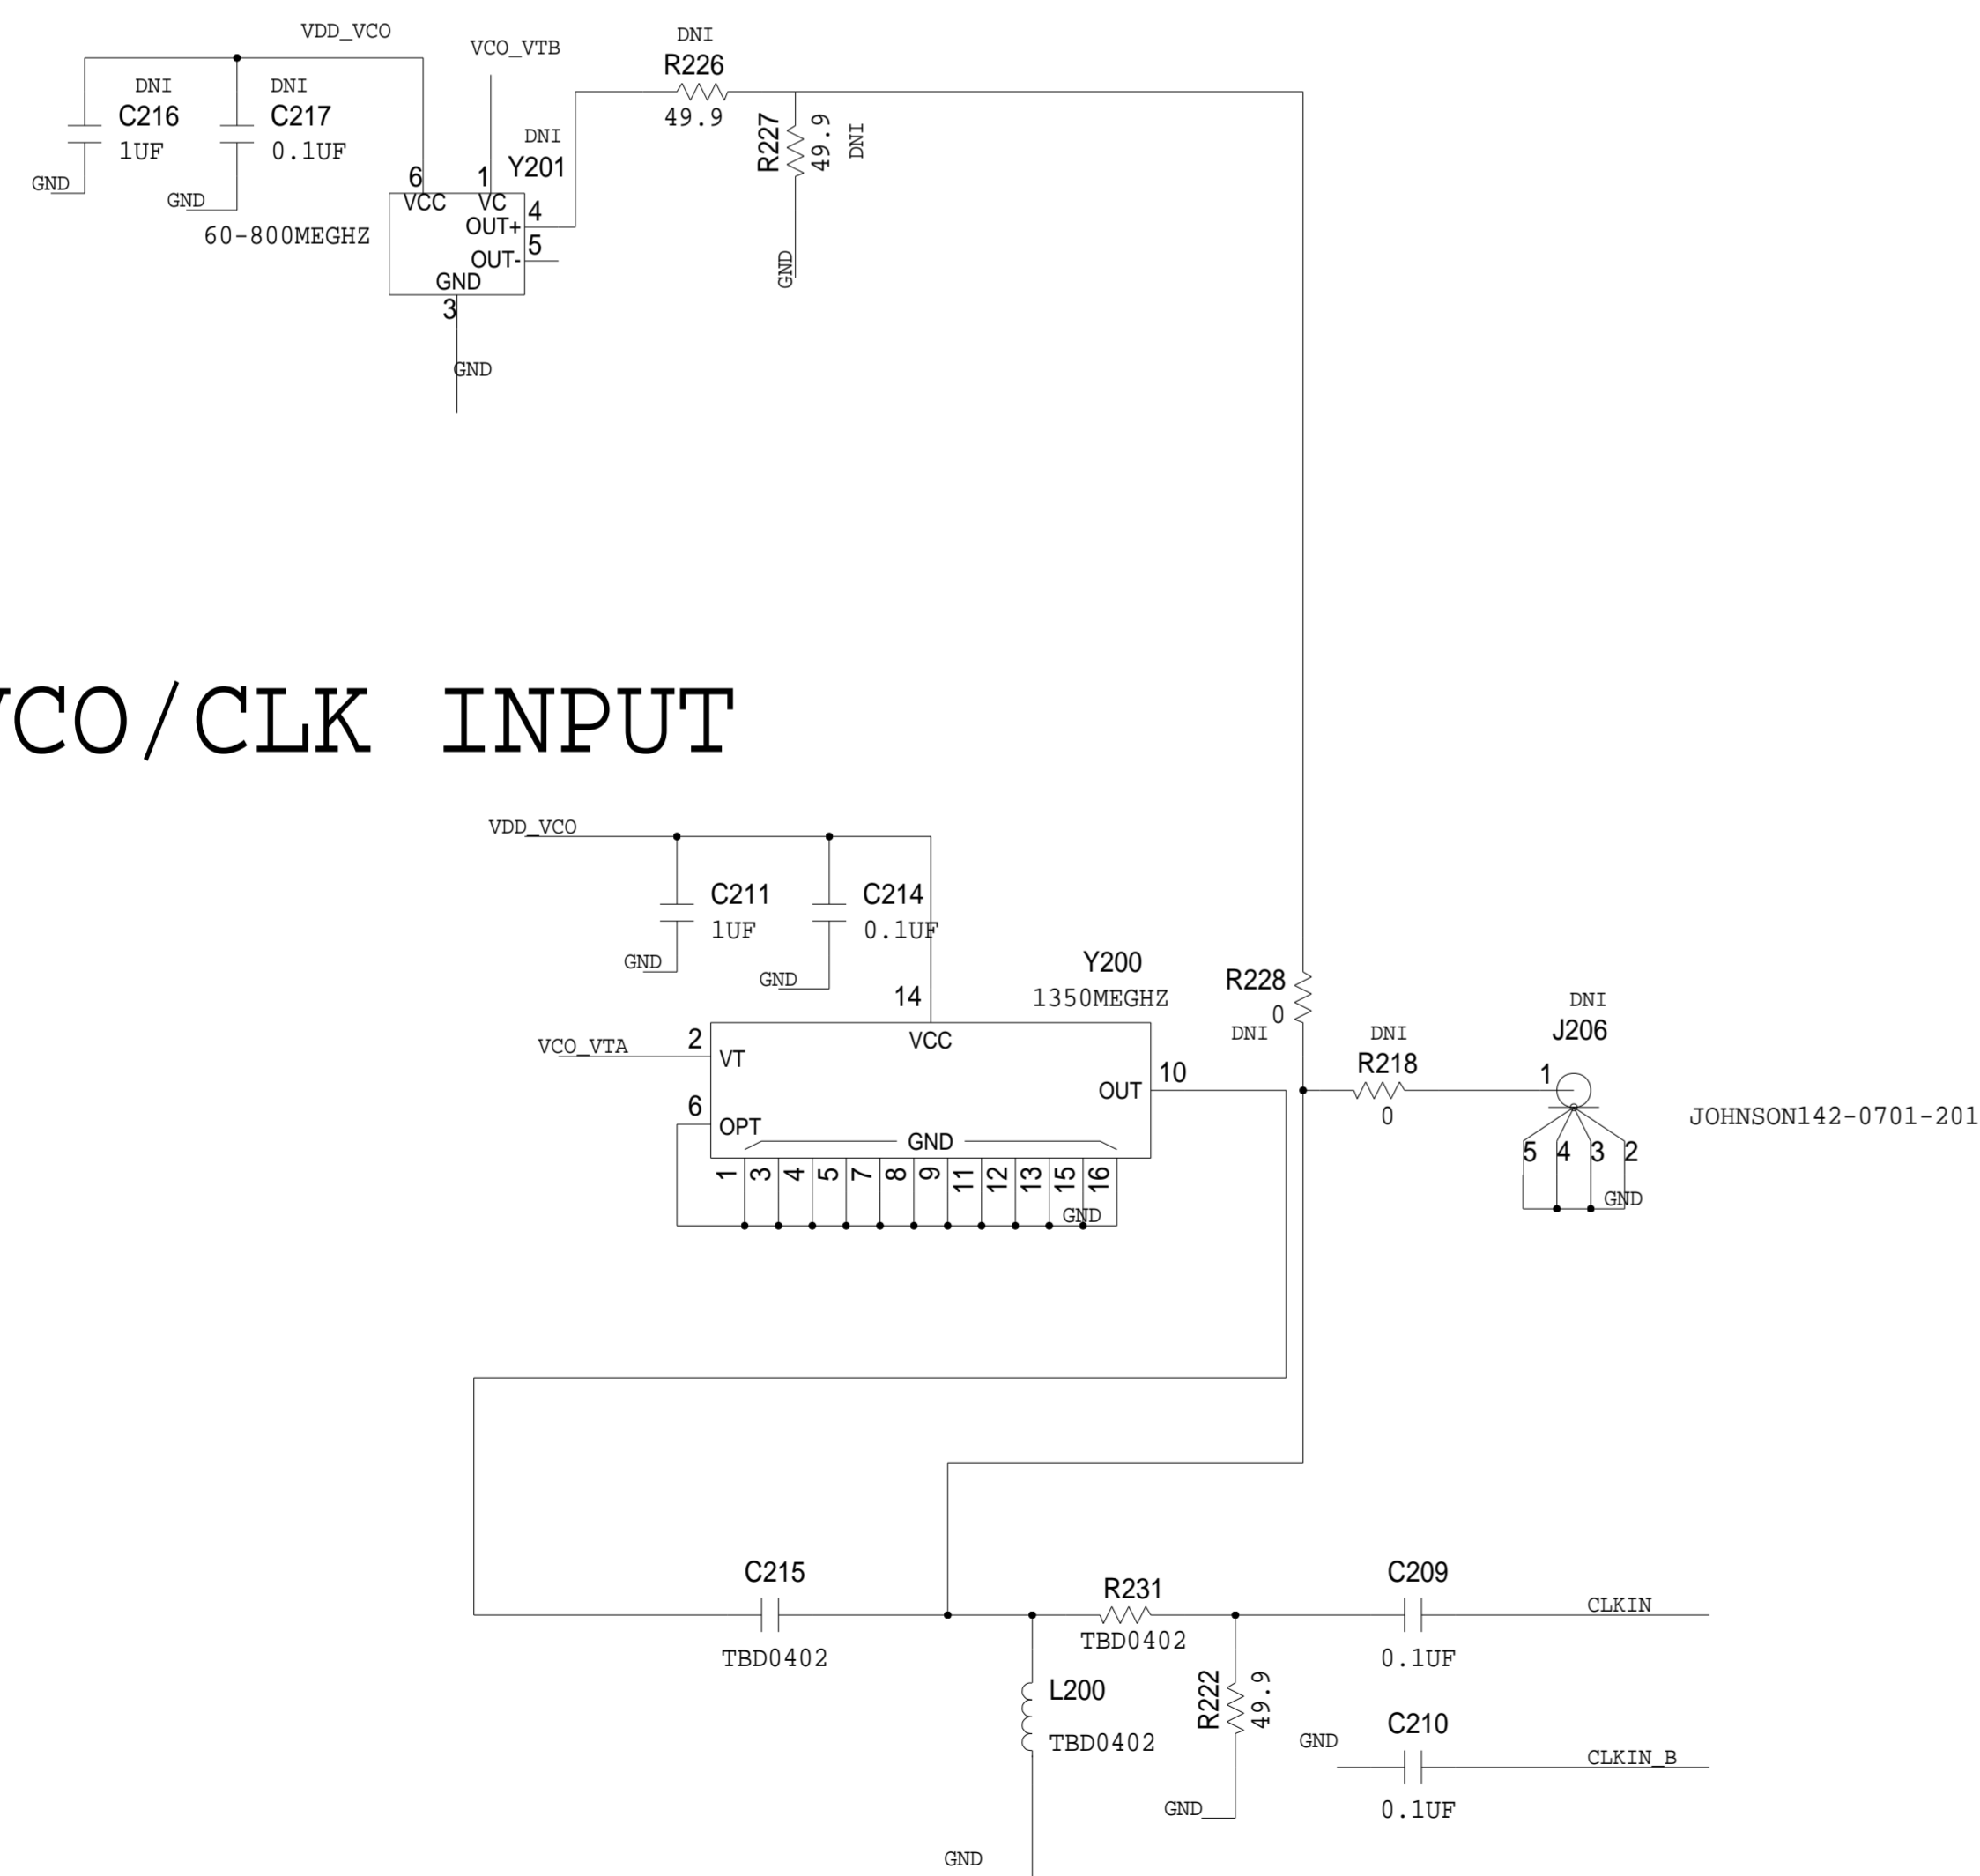 VDD_VCO
VCO_VTB
DNI
R226
49.9
DNI
C216
1UF
DNI
C217
0.1UF
GND
GND
R227
49.9
DNI
GND
DNI
Y201
6
1
VCC
VC
OUT+
4
OUT-
5
GND
3
60-800MEGHZ
GND
VCO/CLK INPUT
VDD_VCO
C211
1UF
C214
0.1UF
GND
GND
14
Y200
1350MEGHZ
VCO_VTA
2
VT
VCC
6
OPT
OUT
10
GND
1
3
4
5
7
8
9
11
12
13
15
16
GND
R228
0
DNI
DNI
R218
0
DNI
J206
1
JOHNSON142-0701-201
5
4
3
2
GND
C215
TBD0402
R231
TBD0402
C209
0.1UF
CLKIN
L200
TBD0402
R222
49.9
GND
C210
0.1UF
CLKIN_B
GND
GND